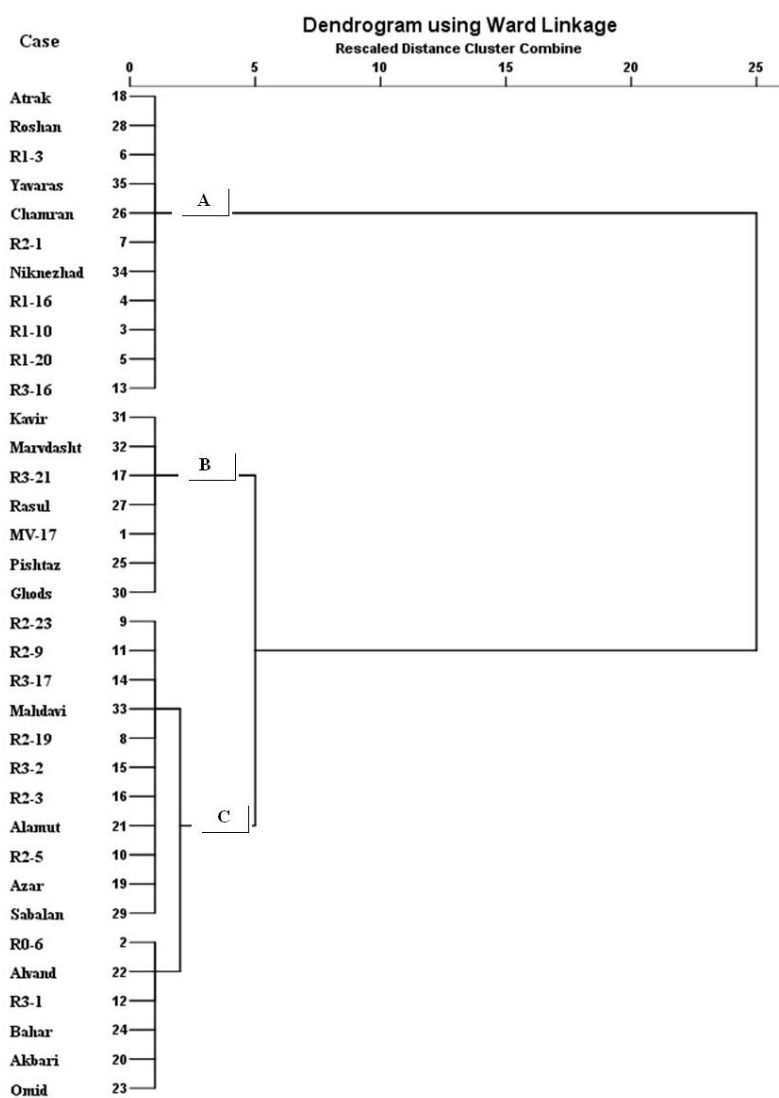 Dendrogram using Ward Linkage
Case
Rescaled Distance Cluster Combine
0 5 10 15 20 25
Atrak 18
Roshan 28
R1-3 6
Yavaras 35
Chamran 26
A
R2-1 7
Niknezhad 34
R1-16 4
R1-10 3
R1-20 5
R3-16 13
Kavir 31
Marvdasht 32
B
R3-21 17
Rasul 27
MV-17 1
Pishtaz 25
Ghods 30
R2-23 9
R2-9 11
R3-17 14
Mahdavi 33
R2-19 8
R3-2 15
R2-3 16
C
Alamut 21
R2-5 10
Azar 19
Sabalan 29
R0-6 2
Alvand 22
R3-1 12
Bahar 24
Akbari 20
Omid 23